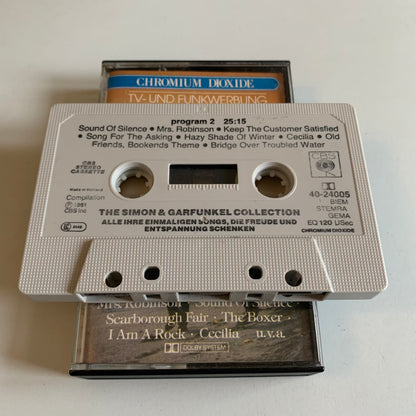 CHROMIUM DIOXIDE
TV- UND FUNKWERBUNG
program 2 25:15
Sound Of Silence • Mrs. Robinson • Keep The Customer Satisfied
• Song For The Asking • Hazy Shade Of Winter • Cecilia • Old
Friends, Bookends Theme • Bridge Over Troubled Water
CBS
STEREO
CASSETTE
Made in Holland
Compilation
℗ 1981
CBS Inc
CBS
40-24005
BIEM
STEMRA
GEMA
EQ 120 USec
CHROMIUM DIOXIDE
THE SIMON & GARFUNKEL COLLECTION
ALLE IHRE EINMALIGEN SONGS, DIE FREUDE UND
ENTSPANNUNG SCHENKEN
Mrs. Robinson · Sound Of Silence ·
Scarborough Fair · The Boxer ·
I Am A Rock · Cecilia u.v.a.
DOLBY SYSTEM